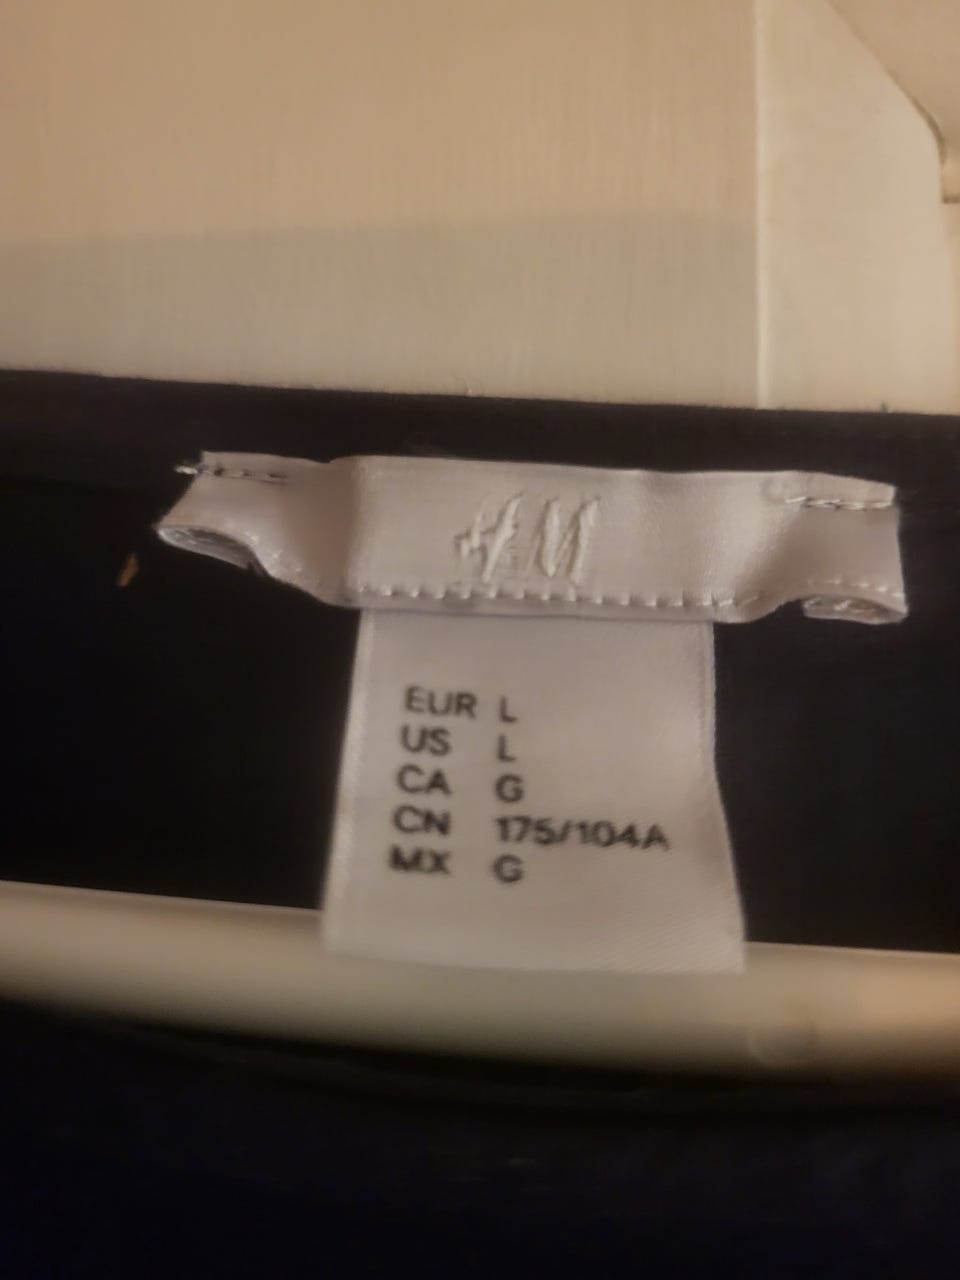 H&M
EUR L
US L
CA G
CN 175/104A
MX G